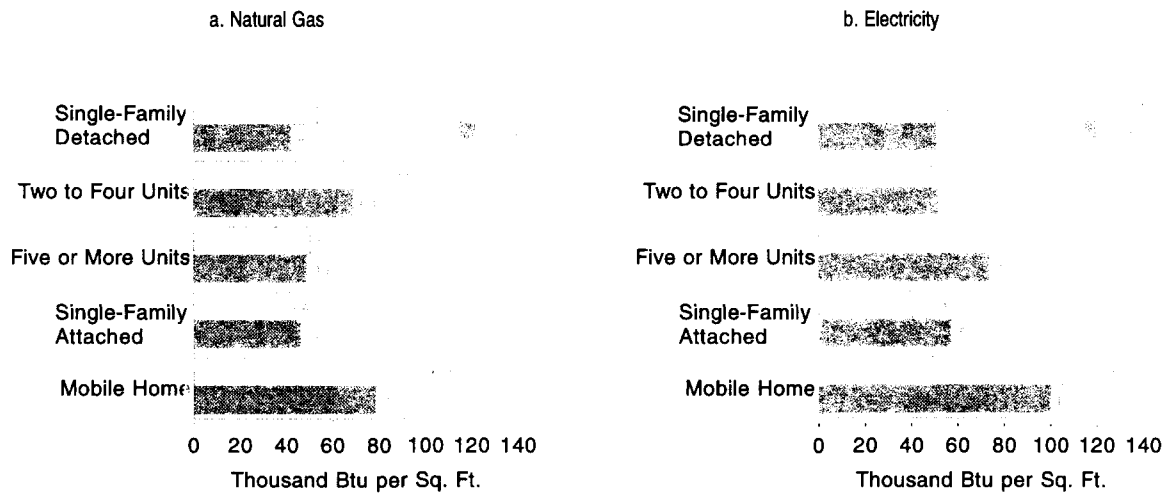 a. Natural Gas
Single-Family
Detached
Two to Four Units
Five or More Units
Single-Family
Attached
Mobile Home
0 20 40 60 80 100 120 140
Thousand Btu per Sq. Ft.
b. Electricity
Single-Family
Detached
Two to Four Units
Five or More Units
Single-Family
Attached
Mobile Home
0 20 40 60 80 100 120 140
Thousand Btu per Sq. Ft.